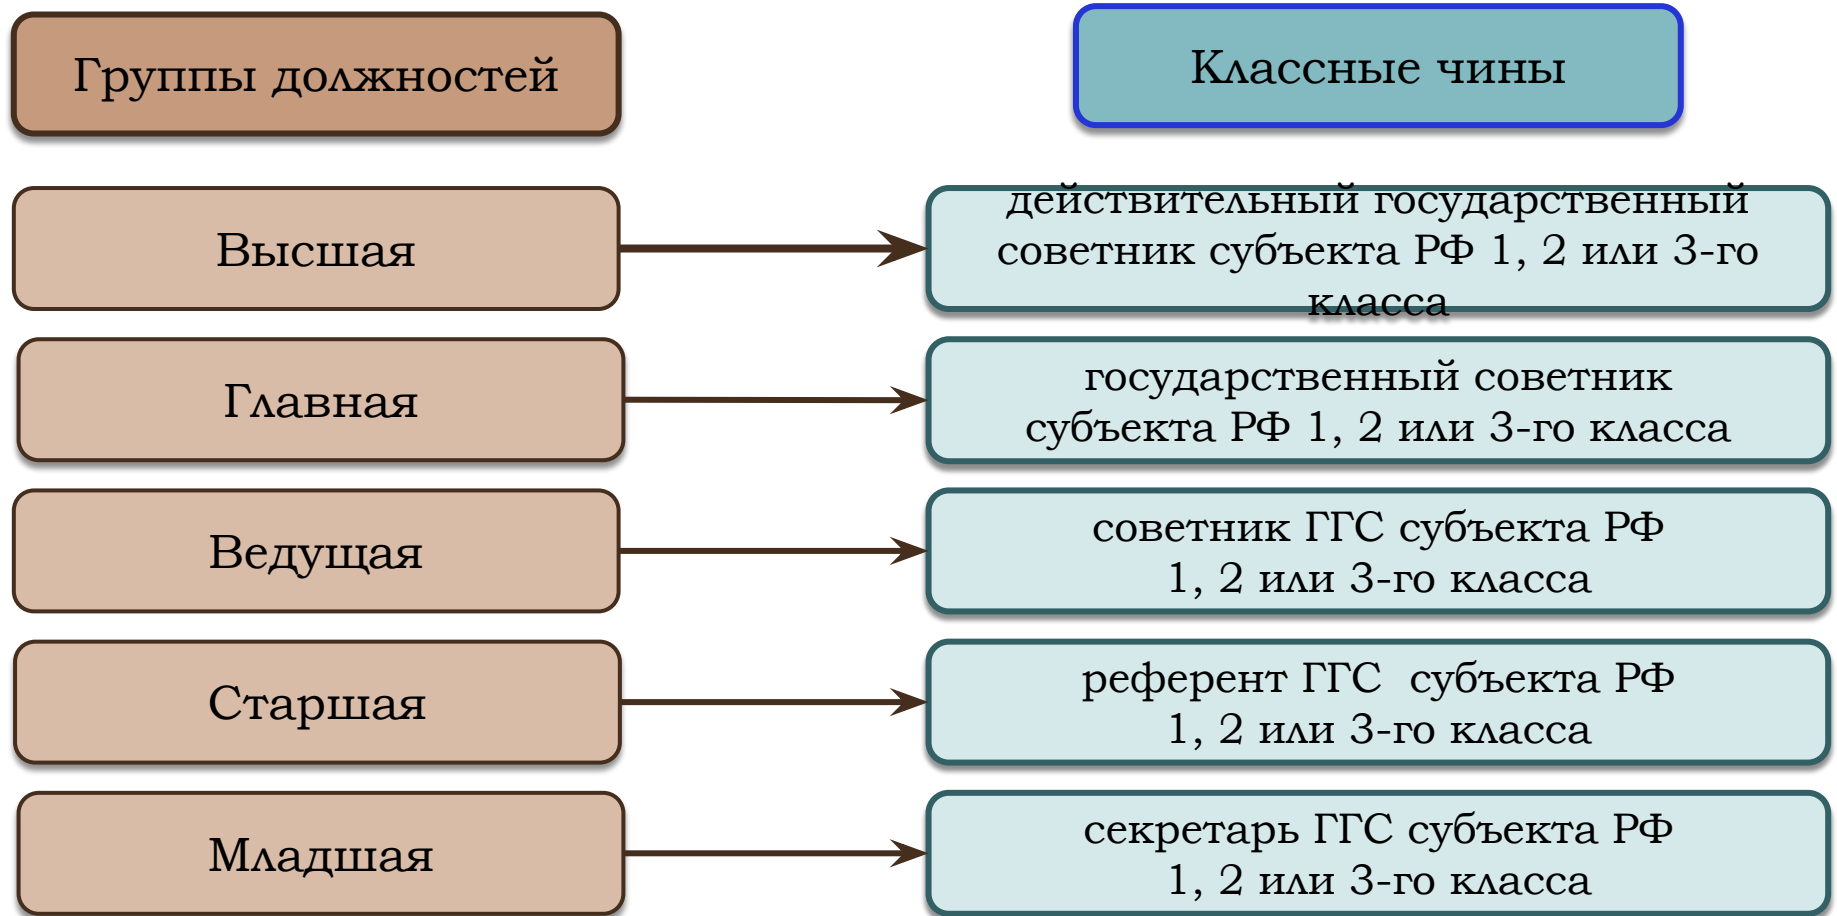 Группы должностей
Классные чины
Высшая
действительный государственный
советник субъекта РФ 1, 2 или 3-го
класса
Главная
государственный советник
субъекта РФ 1, 2 или 3-го класса
Ведущая
советник ГГС субъекта РФ
1, 2 или 3-го класса
Старшая
референт ГГС  субъекта РФ
1, 2 или 3-го класса
Младшая
секретарь ГГС субъекта РФ
1, 2 или 3-го класса